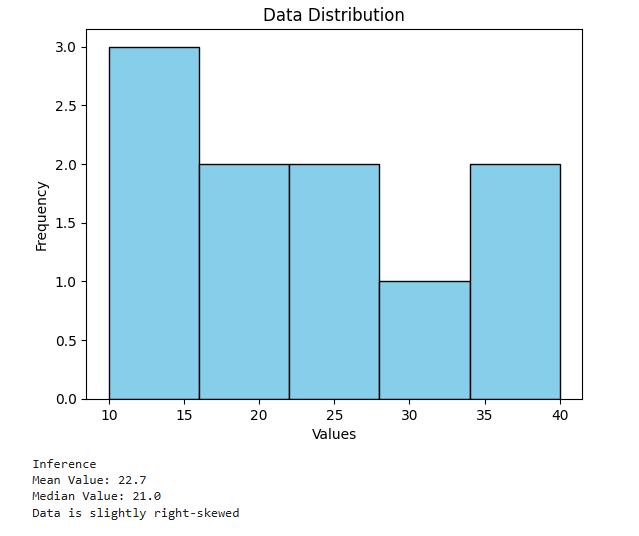 Data Distribution
3.0
2.5
2.0
1.5
1.0
0.5
0.0
Frequency
10 15 20 25 30 35 40
Values
Inference
Mean Value: 22.7
Median Value: 21.0
Data is slightly right-skewed